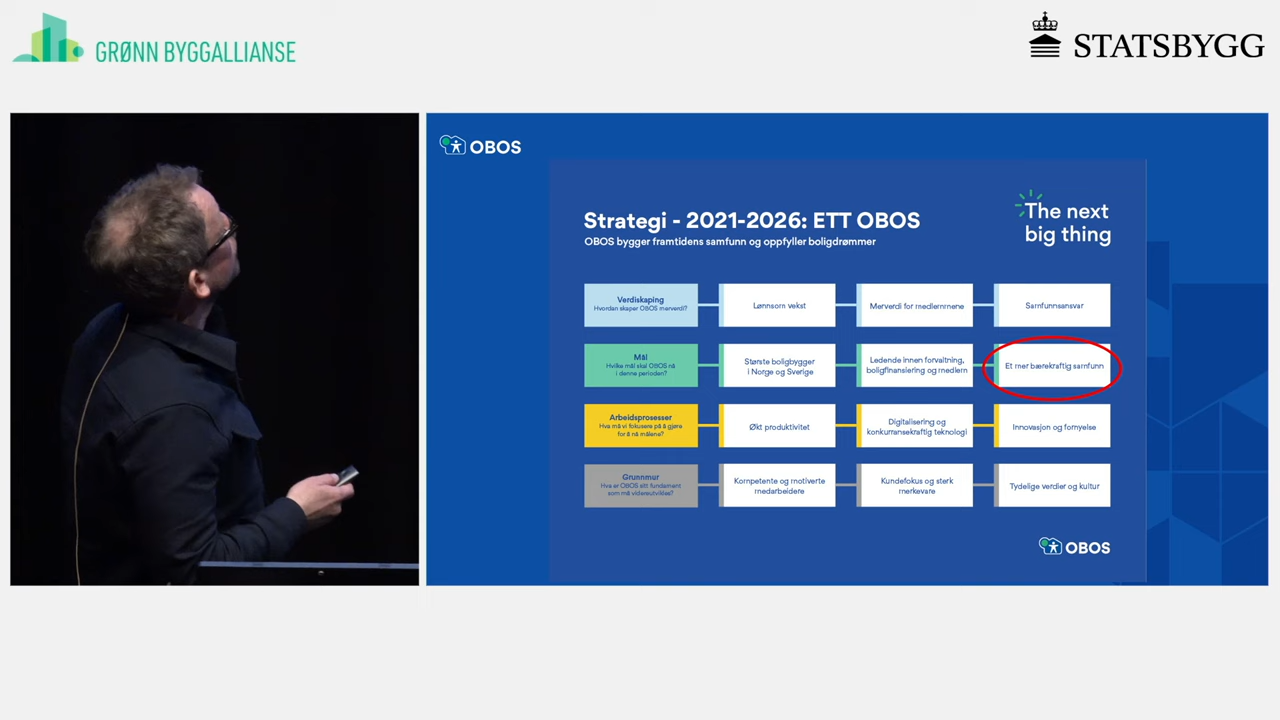 GRØNN BYGGALLIANSE
STATSBYGG
OBOS
Strategi - 2021-2026: ETT OBOS
OBOS bygger framtidens samfunn og oppfyller boligdrømmer
The next
big thing
Verdiskaping
Hvordan skaper OBOS merverdi?
Lønnsom vekst
Merverdi for medlemmene
Samfunnsansvar
Mål
Hvilke mål skal OBOS nå
i denne perioden?
Største boligbygger
i Norge og Sverige
Ledende innen forvaltning,
boligfinansiering og medlem
Et mer bærekraftig samfunn
Arbeidsprosesser
Hva må vi fokusere på å gjøre
for å nå målene?
Økt produktivitet
Digitalisering og
konkurransekraftig teknologi
Innovasjon og fornyelse
Grunnmur
Hva er OBOS sitt fundament
som må videreutvikles?
Kompetente og motiverte
medarbeidere
Kundefokus og sterk
merkevare
Tydelige verdier og kultur
OBOS